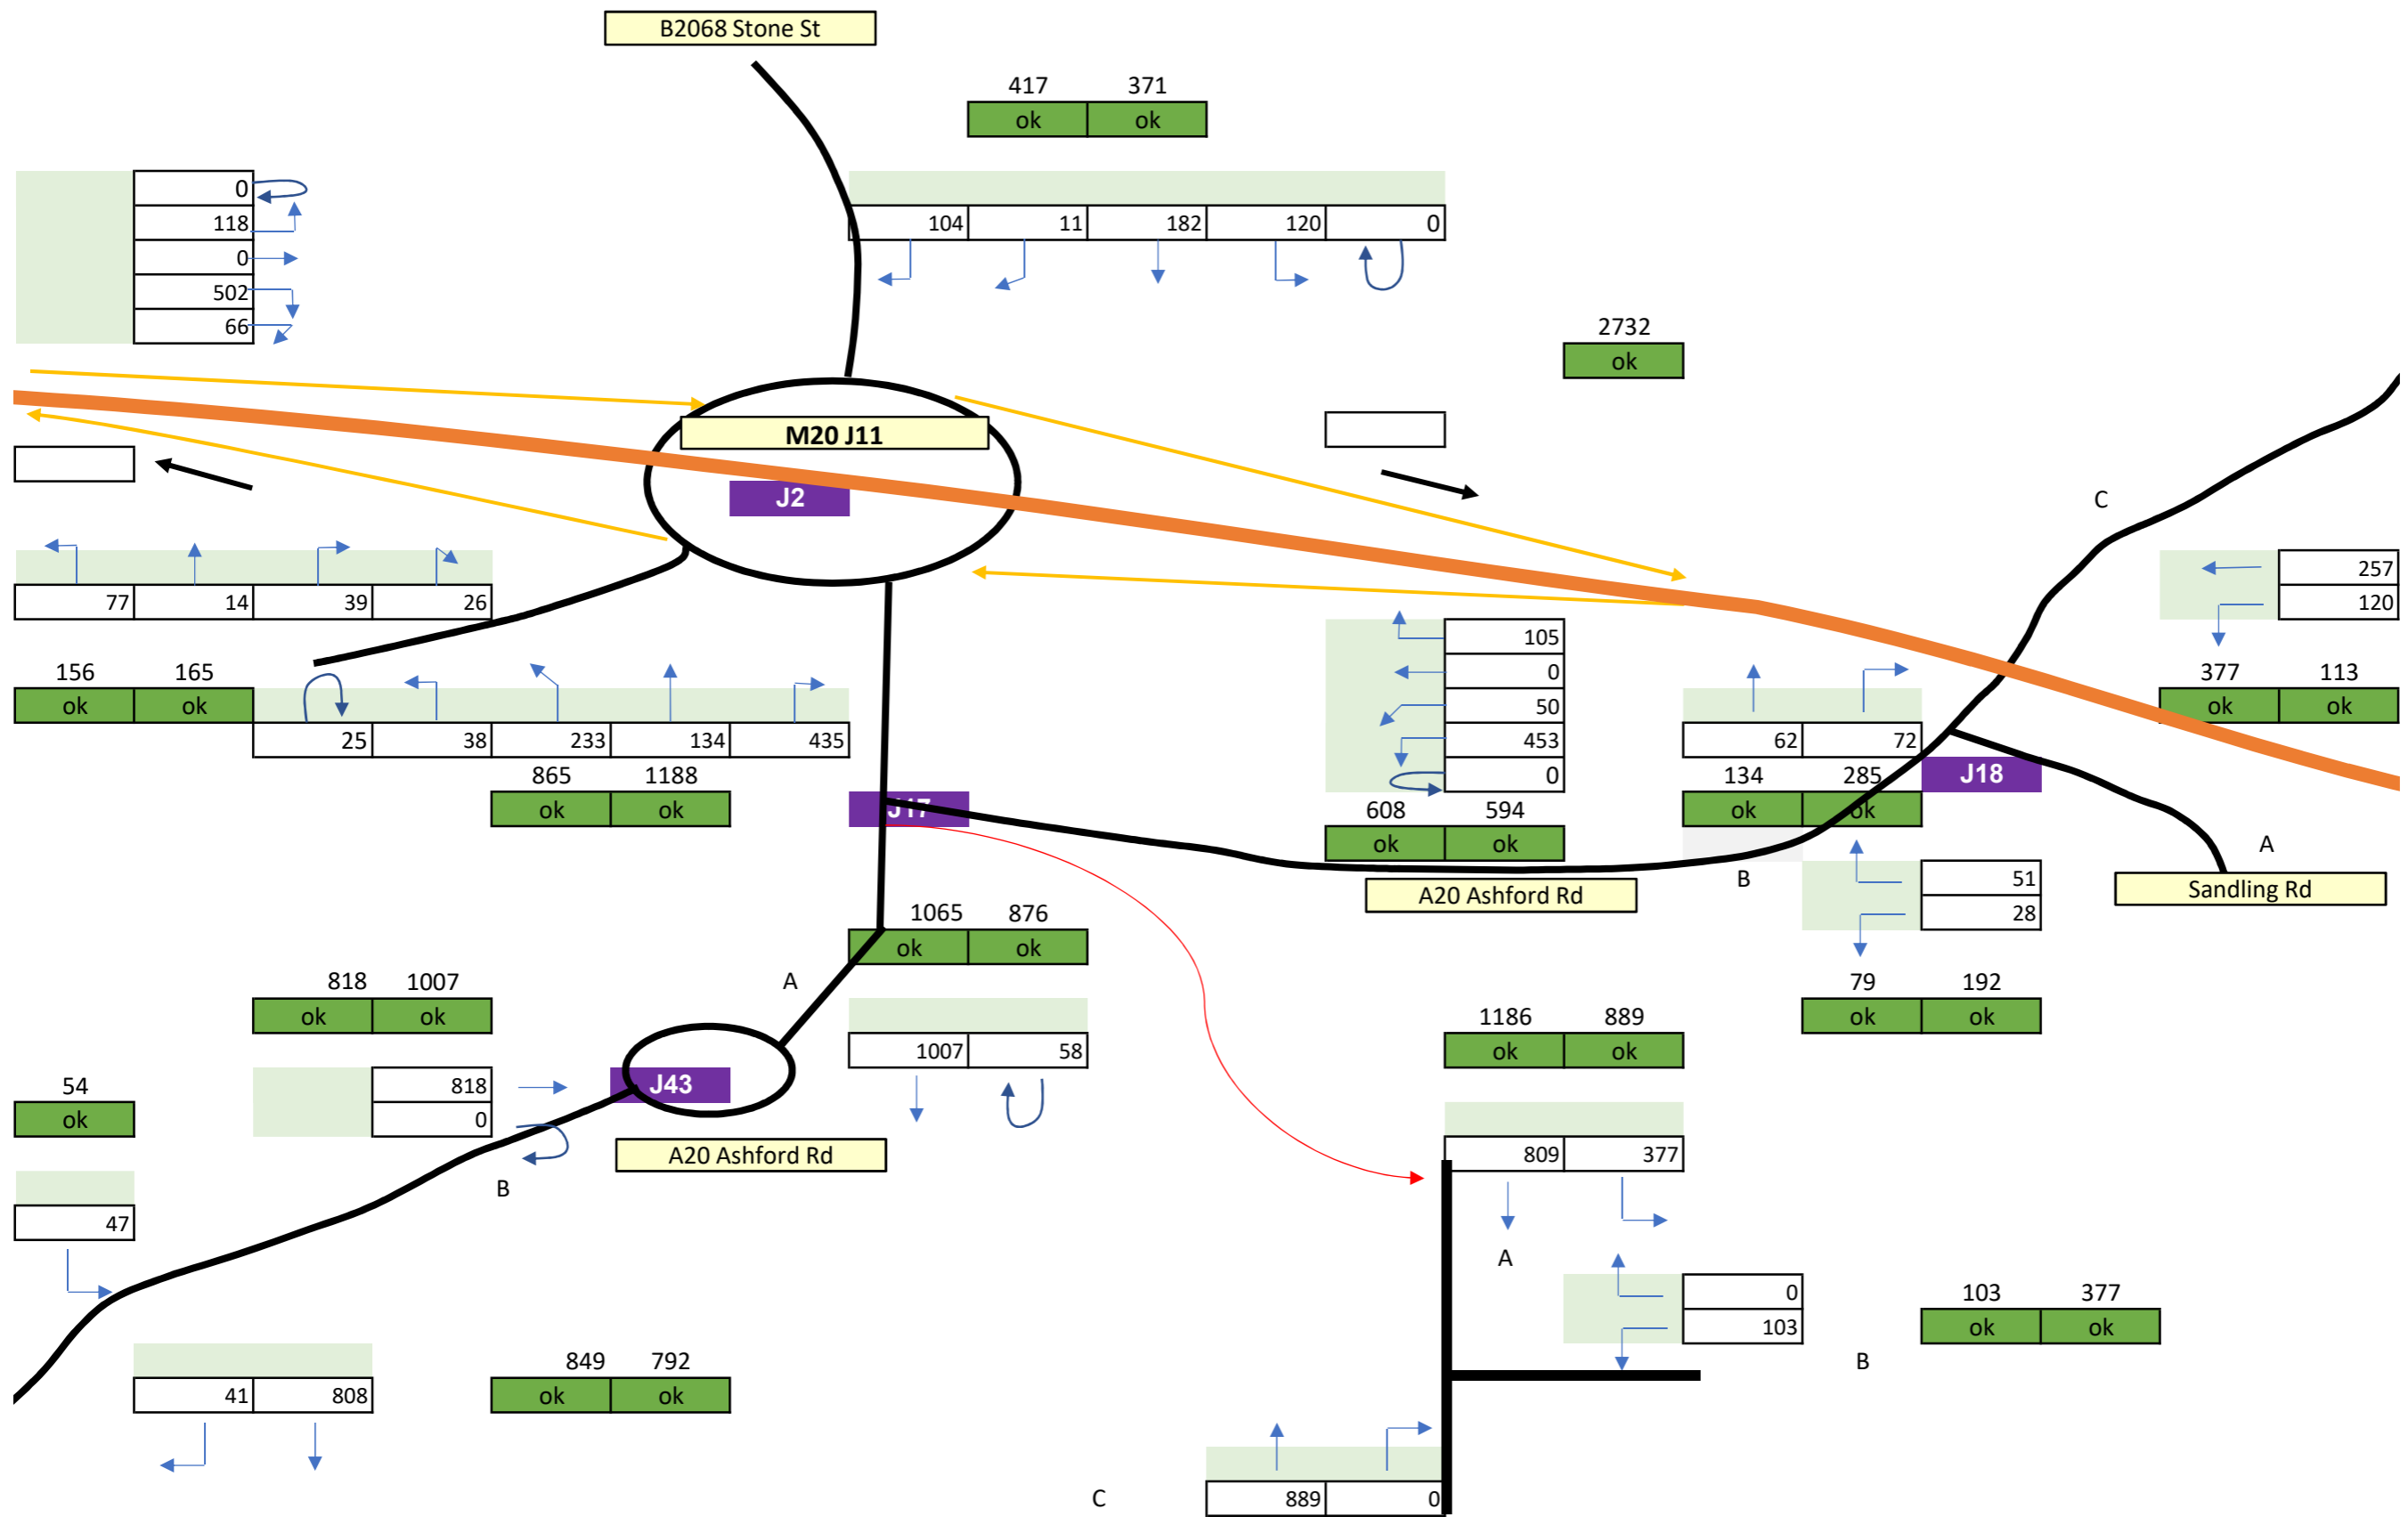 B2068 Stone St
417 371
ok ok
0
118
0
502
66
104 11 182 120 0
2732
ok
M20 J11
J2
C
77 14 39 26
257
120
156 165
ok ok
25 38 233 134 435
865 1188
ok ok
105
0
50
453
0
608 594
ok ok
62 72
134 285
ok ok
377 113
ok ok
J18
J17
A
B
A20 Ashford Rd
51
28
Sandling Rd
1065 876
ok ok
79 192
ok ok
818 1007
ok ok
A
1007 58
1186 889
ok ok
54
ok
818
0
J43
A20 Ashford Rd
B
809 377
47
A
0
103
103 377
ok ok
B
849 792
ok ok
41 808
C
889 0